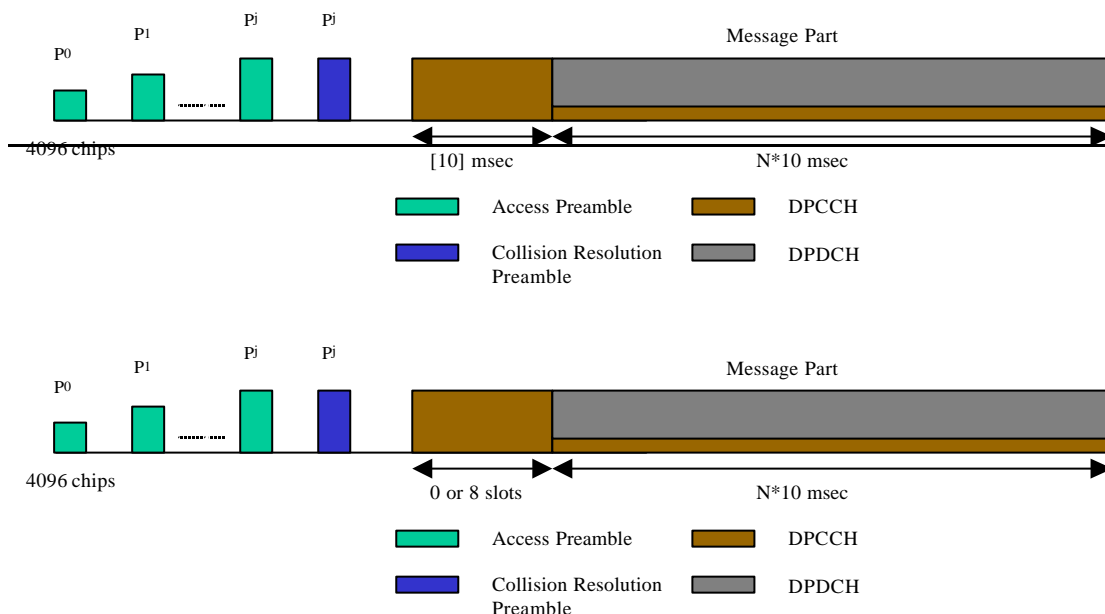 Pj Pj
P1 Message Part
P0
4096 chips
[10] msec N*10 msec
Access Preamble DPCCH
Collision Resolution DPDCH
Preamble
Pj Pj
P1 Message Part
P0
4096 chips
0 or 8 slots N*10 msec
Access Preamble DPCCH
Collision Resolution DPDCH
Preamble